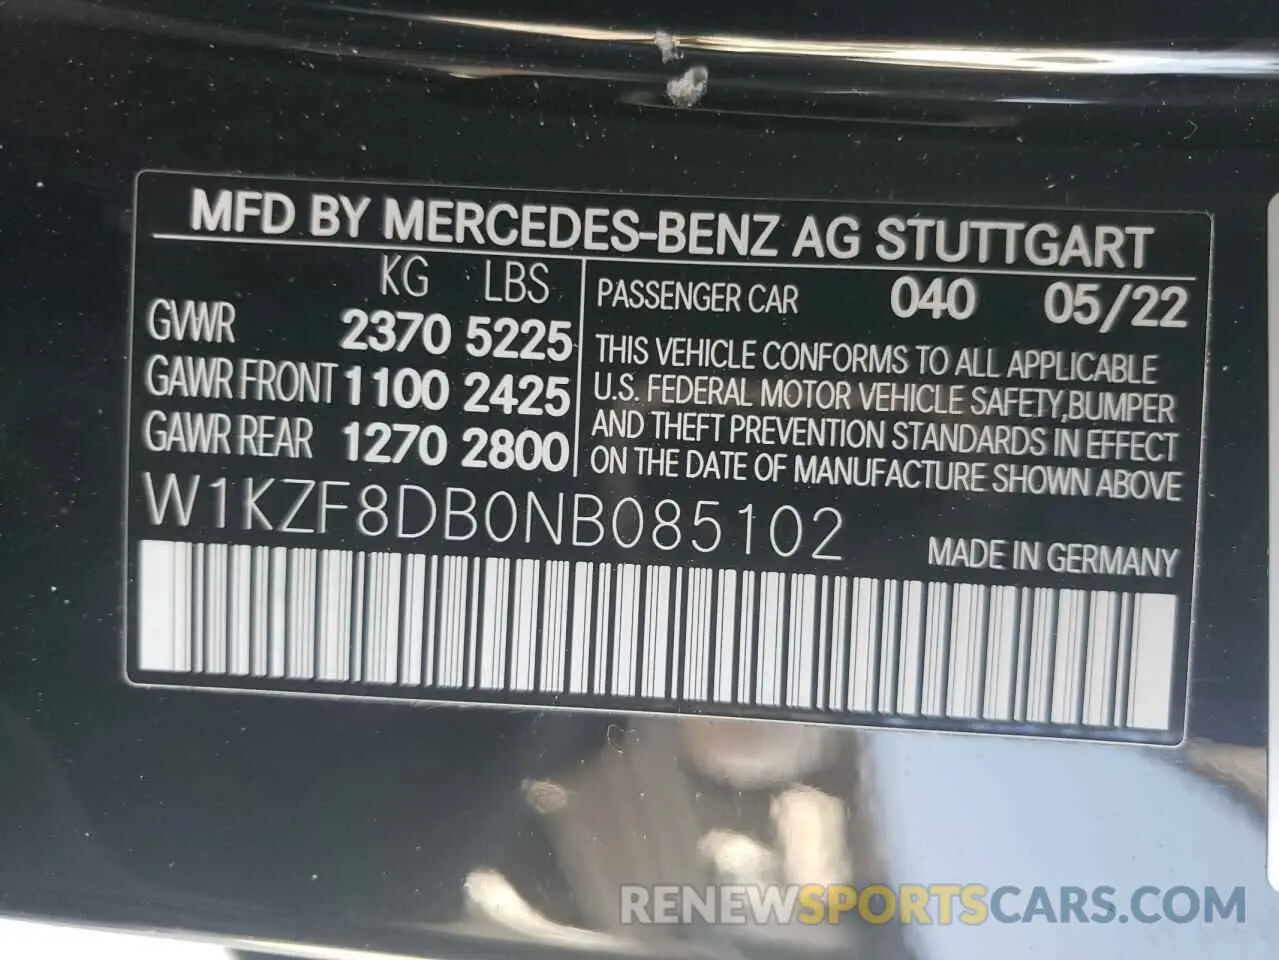 MFD BY MERCEDES-BENZ AG STUTTGART
KG LBS
GVWR 2370 5225
GAWR FRONT 1100 2425
GAWR REAR 1270 2800
PASSENGER CAR 040 05/22
THIS VEHICLE CONFORMS TO ALL APPLICABLE
U.S. FEDERAL MOTOR VEHICLE SAFETY,BUMPER
AND THEFT PREVENTION STANDARDS IN EFFECT
ON THE DATE OF MANUFACTURE SHOWN ABOVE
W1KZF8DB0NB085102
MADE IN GERMANY
RENEWSPORTSCARS.COM